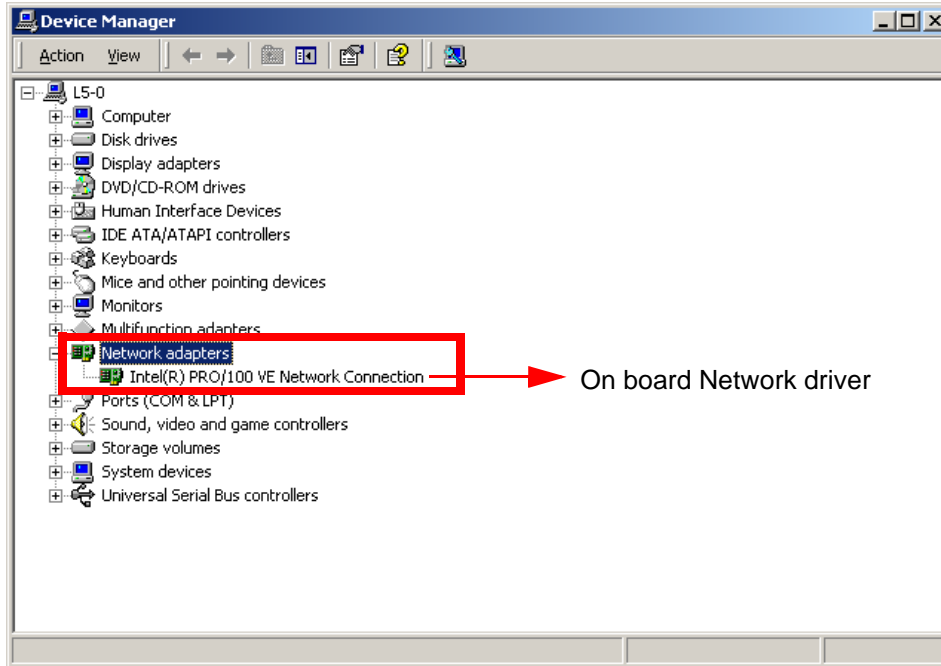 Device Manager
Action View
L5-0
Computer
Disk drives
Display adapters
DVD/CD-ROM drives
Human Interface Devices
IDE ATA/ATAPI controllers
Keyboards
Mice and other pointing devices
Monitors
Multifunction adapters
Network adapters
Intel(R) PRO/100 VE Network Connection
On board Network driver
Ports (COM & LPT)
Sound, video and game controllers
Storage volumes
System devices
Universal Serial Bus controllers